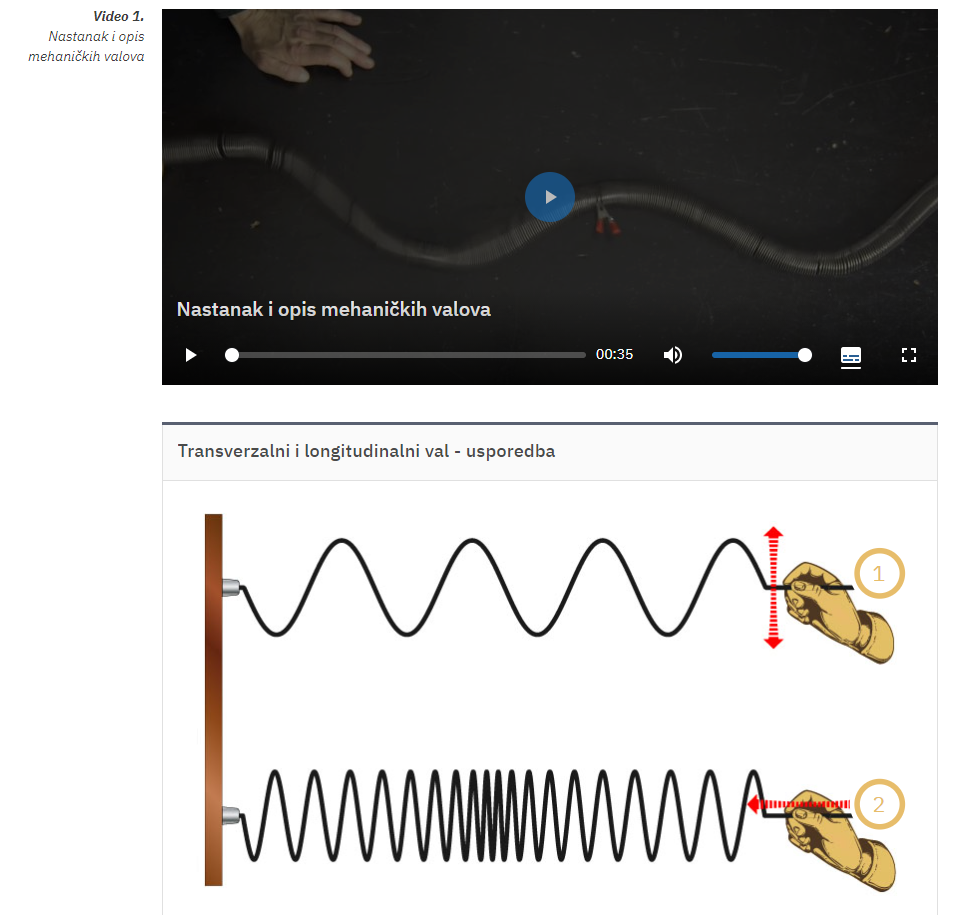 Video 1.
Nastanak i opis
mehaničkih valova
Nastanak i opis mehaničkih valova
00:35
Transverzalni i longitudinalni val - usporedba
1
2